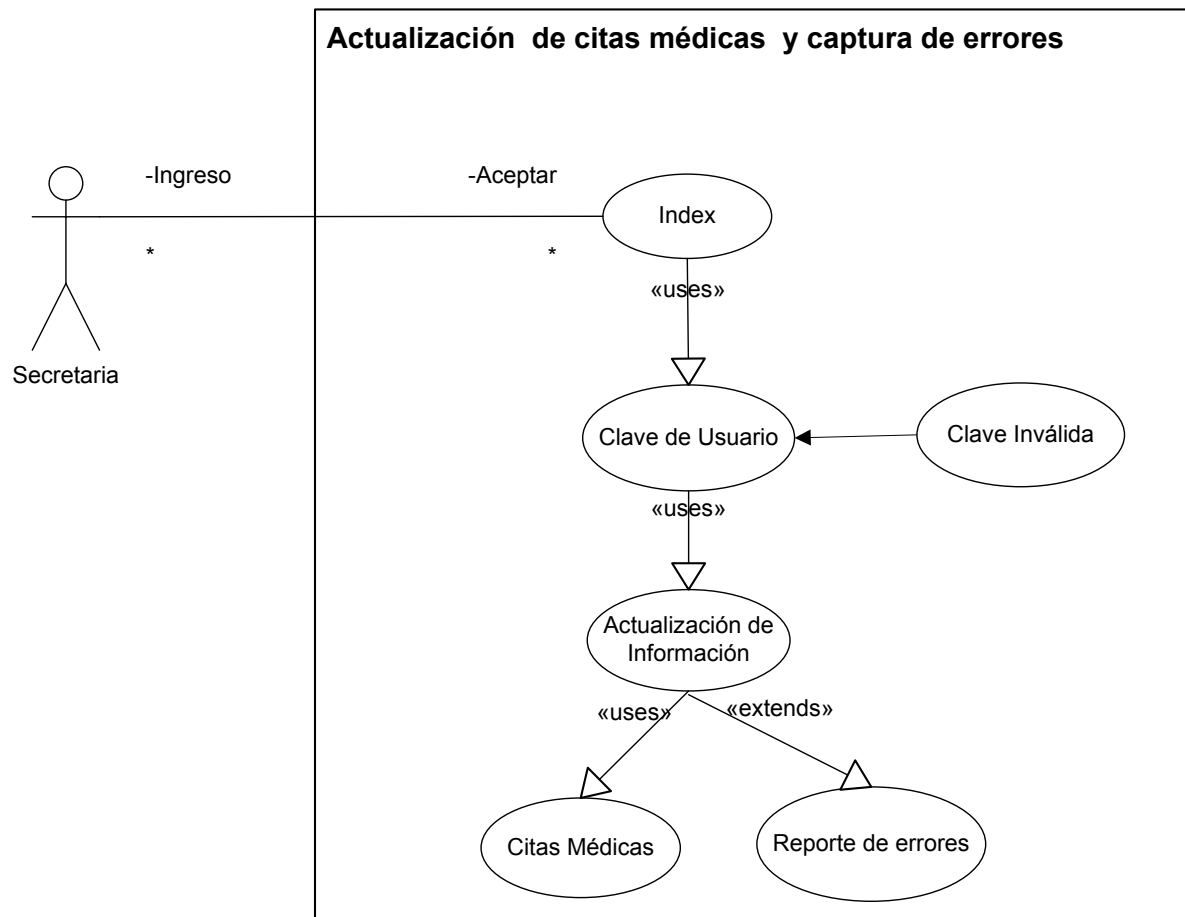 Actualización de citas médicas y captura de errores
-Ingreso
-Aceptar
Index
*
*
«uses»
Secretaria
Clave de Usuario
Clave Inválida
«uses»
Actualización de
Información
«uses»
«extends»
Citas Médicas
Reporte de errores